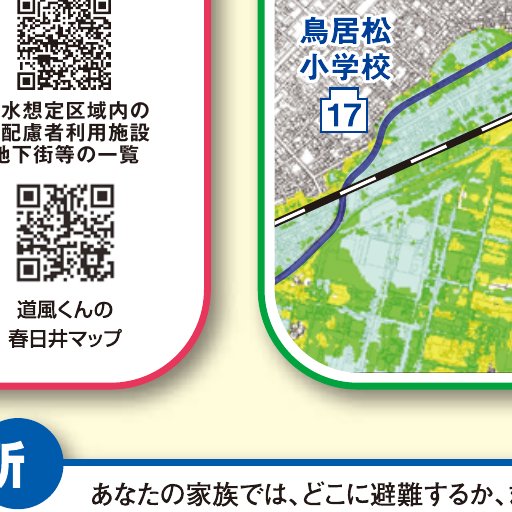 水想定区域内の
配慮者利用施設
地下街等の一覧
道風くんの
春日井マップ
鳥居松
小学校
17
所
あなたの家族では、どこに避難するか、